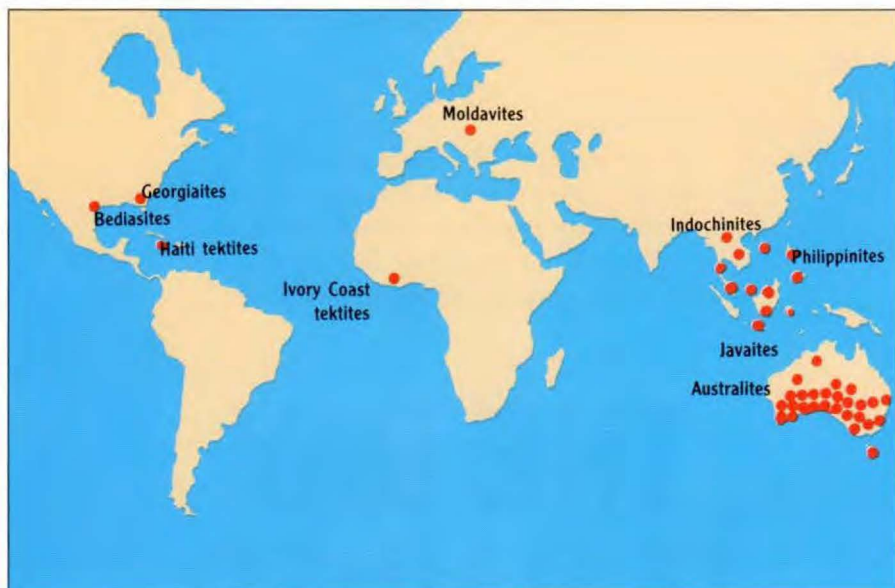 Moldavites
Georgiaites
Bediasites
Haiti tektites
Indochinites
Philippinites
Ivory Coast
tektites
Javaites
Australites